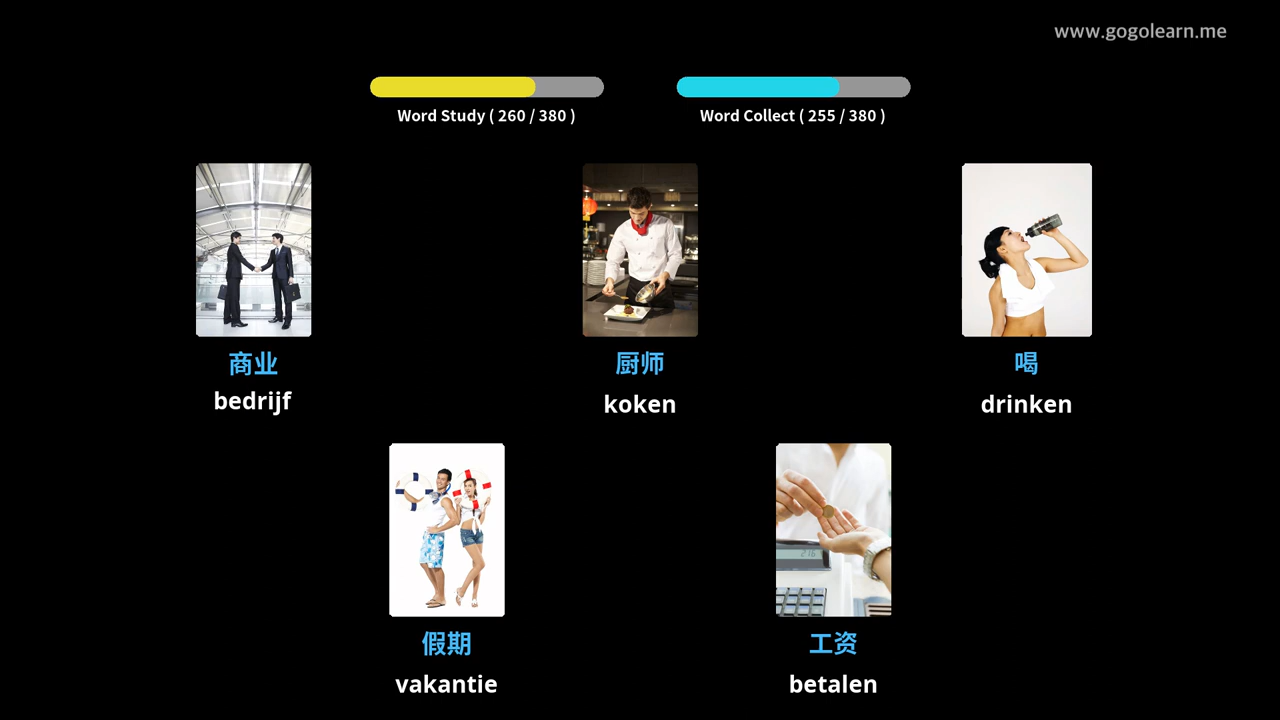 www.gogolearn.me
Word Study ( 260 / 380 )
Word Collect ( 255 / 380 )
商业
bedrijf
厨师
koken
喝
drinken
假期
vakantie
工资
betalen